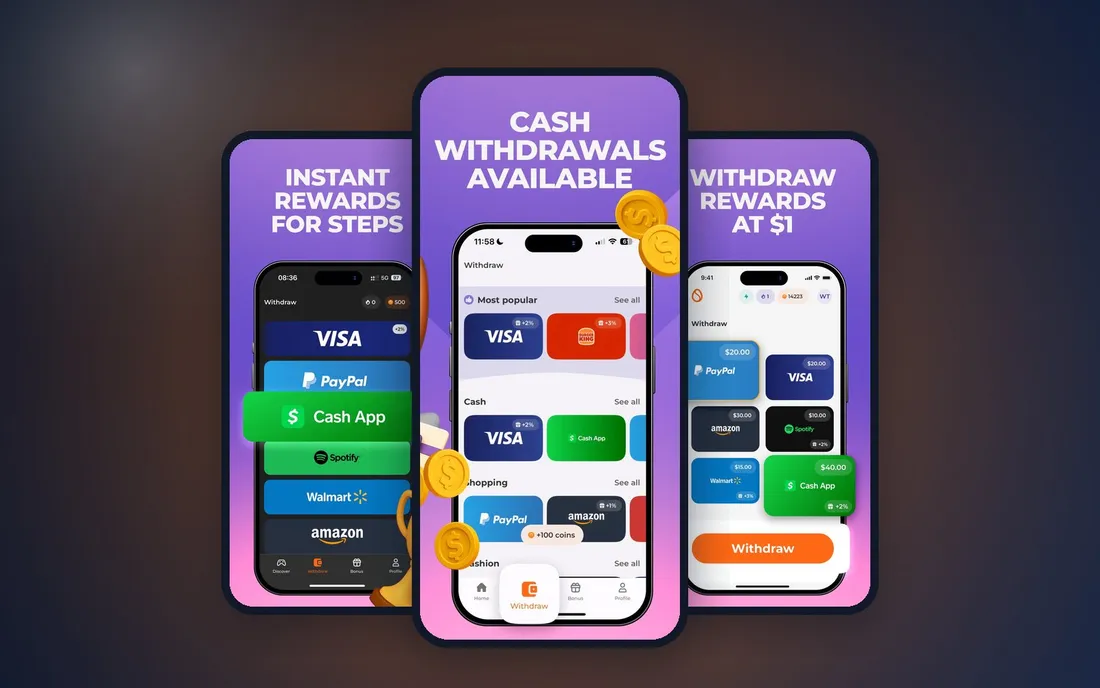 INSTANT
REWARDS
FOR STEPS
08:36
50
97
Withdraw
0
500
VISA
+2%
PayPal
$ Cash App
Spotify
Walmart
amazon
Discover
Withdraw
Bonus
Profile
CASH
WITHDRAWALS
AVAILABLE
11:58
Withdraw
Most popular
See all
VISA
+2%
BURGER
KING
+3%
Cash
See all
VISA
+2%
$ Cash App
Shopping
See all
PayPal
amazon
+1%
+100 coins
ashion
See all
Home
Withdraw
Bonus
Profile
WITHDRAW
REWARDS
AT $1
9:41
1
14223
WT
Withdraw
$20.00
PayPal
$20.00
VISA
$30.00
amazon
$10.00
Spotify
+2%
$15.00
Walmart
+3%
$40.00
$ Cash App
+2%
Withdraw